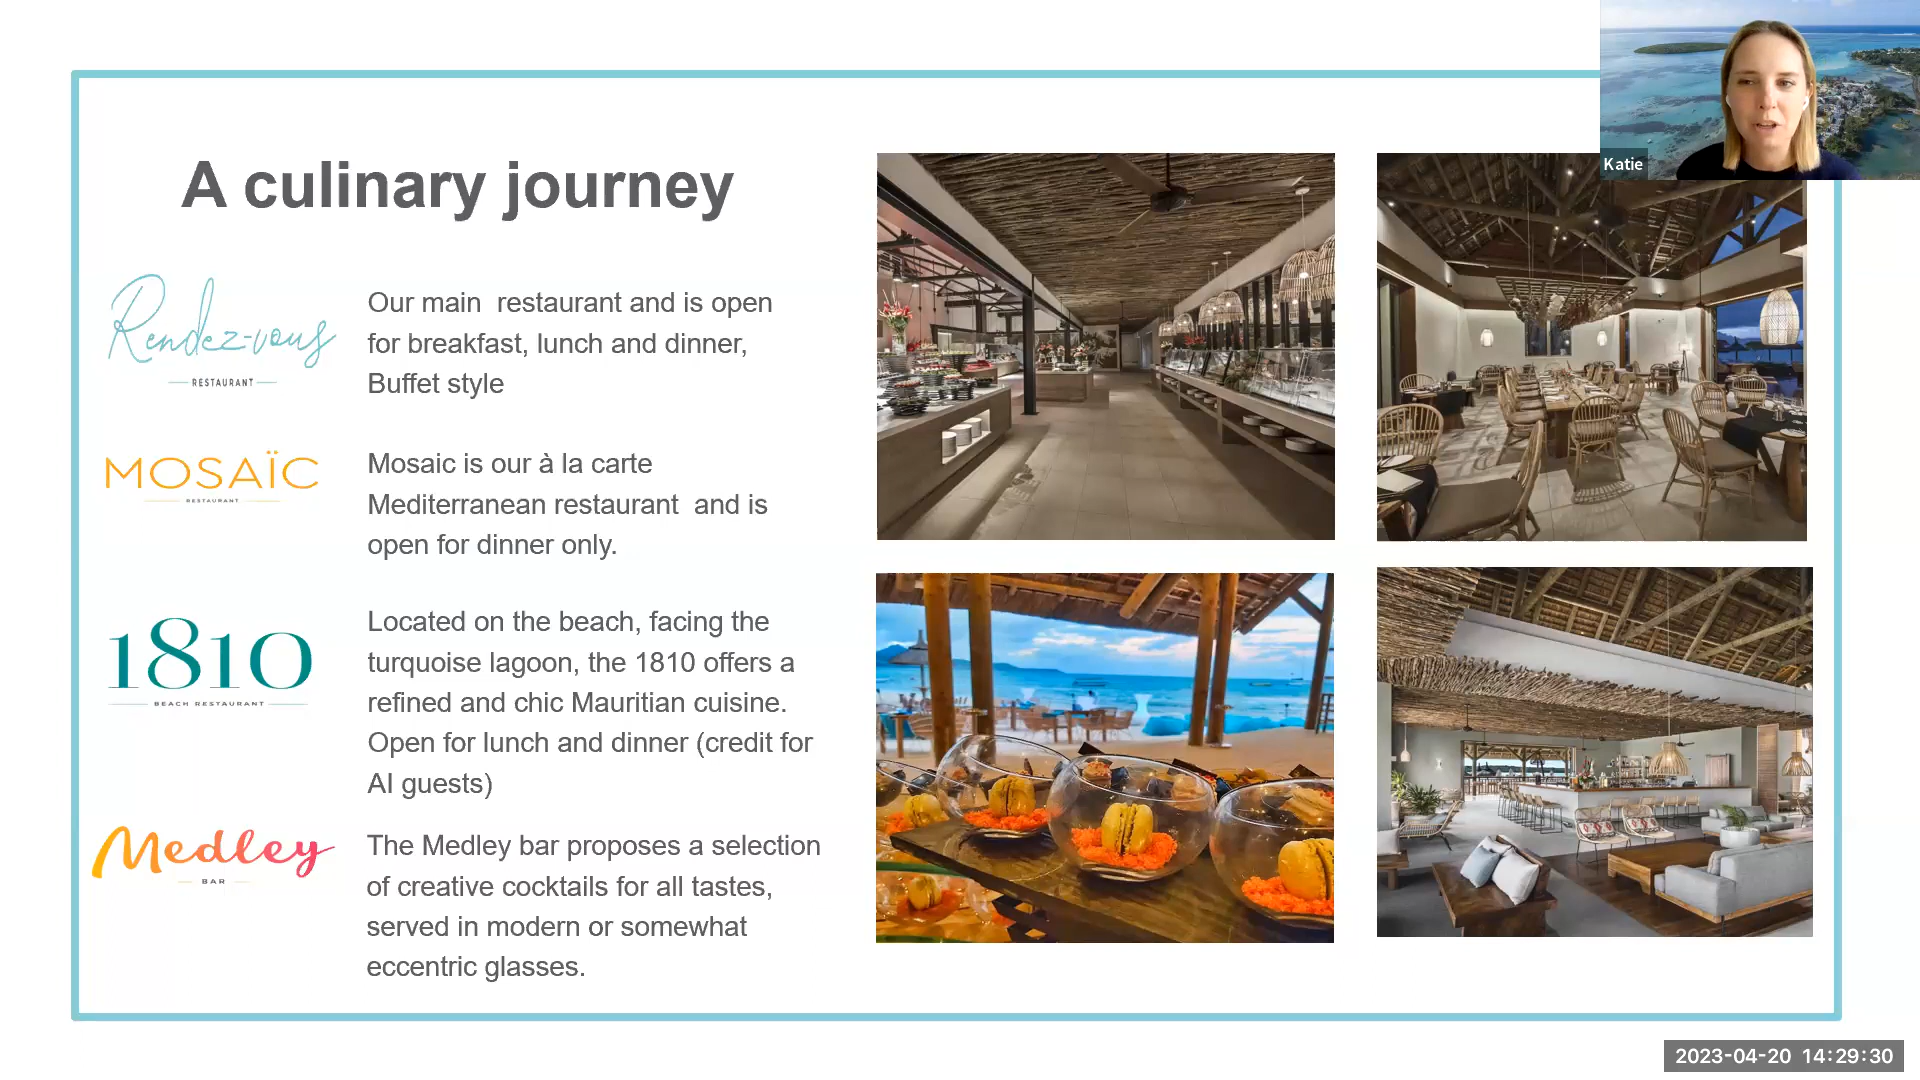 Katie
A culinary journey
Rendez-vous
RESTAURANT
Our main  restaurant and is open
for breakfast, lunch and dinner,
Buffet style
MOSAÏC
RESTAURANT
Mosaic is our à la carte
Mediterranean restaurant  and is
open for dinner only.
1810
BEACH RESTAURANT
Located on the beach, facing the
turquoise lagoon, the 1810 offers a
refined and chic Mauritian cuisine.
Open for lunch and dinner (credit for
AI guests)
Medley
BAR
The Medley bar proposes a selection
of creative cocktails for all tastes,
served in modern or somewhat
eccentric glasses.
2023-04-20 14:29:30